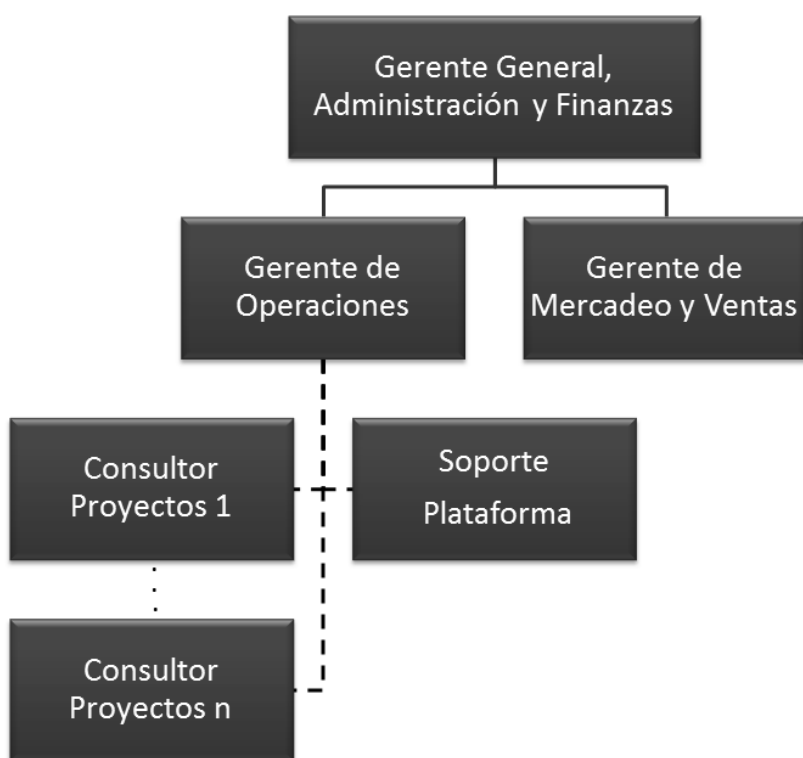 Gerente General,
Administración y Finanzas
Gerente de
Operaciones
Gerente de
Mercadeo y Ventas
Consultor
Proyectos 1
Soporte
Plataforma
Consultor
Proyectos n